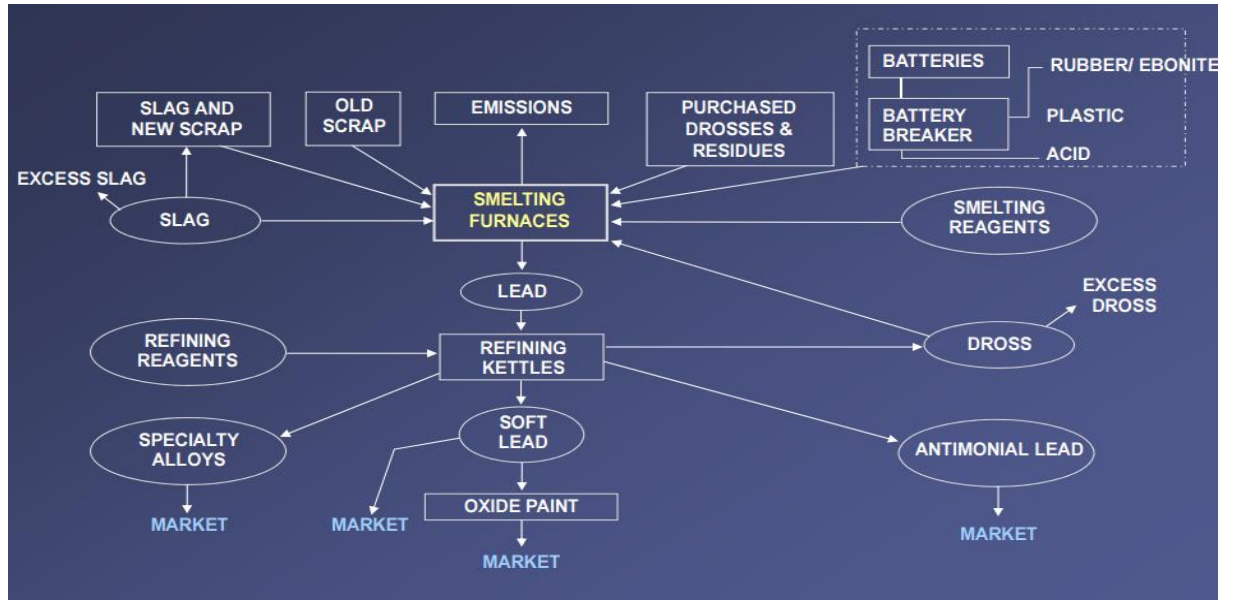 BATTERIES
RUBBER/ EBONITE
SLAG AND
NEW SCRAP
OLD
SCRAP
EMISSIONS
PURCHASED
DROSSES &
RESIDUES
BATTERY
BREAKER
PLASTIC
ACID
EXCESS SLAG
SLAG
SMELTING
FURNACES
SMELTING
REAGENTS
LEAD
EXCESS
DROSS
REFINING
REAGENTS
REFINING
KETTLES
DROSS
SPECIALTY
ALLOYS
SOFT
LEAD
ANTIMONIAL LEAD
OXIDE PAINT
MARKET
MARKET
MARKET
MARKET